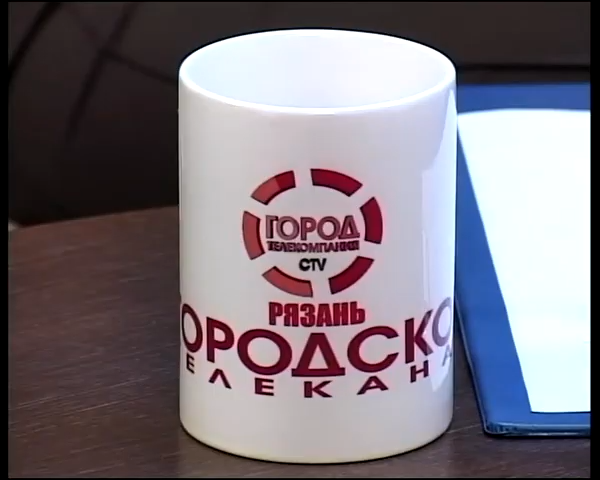 ГОРОД
ТЕЛЕКОМПАНИЯ
CTV
РЯЗАНЬ
ОРОДСКО
ЕЛЕКАНА